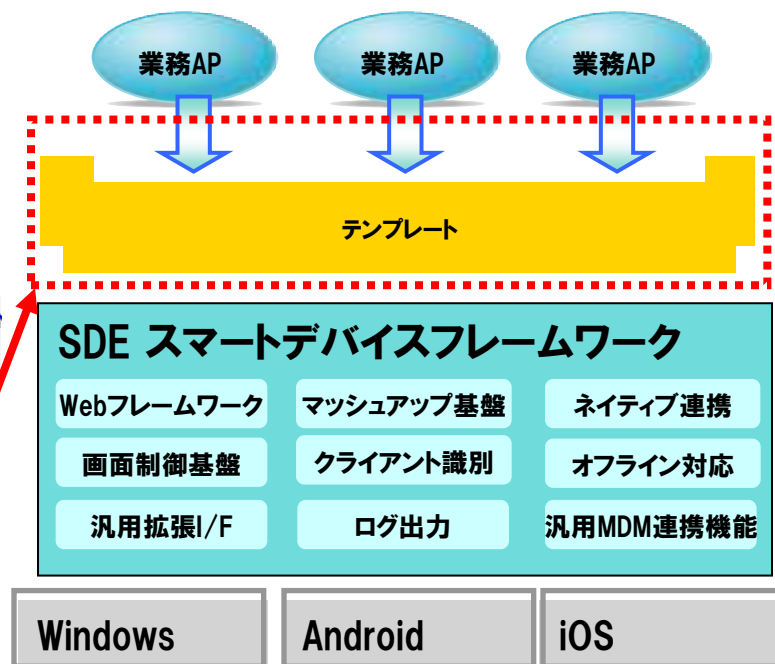 業務AP
業務AP
業務AP
テンプレート
SDE スマートデバイスフレームワーク
Webフレームワーク
マッシュアップ基盤
ネイティブ連携
画面制御基盤
クライアント識別
オフライン対応
汎用拡張I/F
ログ出力
汎用MDM連携機能
Windows
Android
iOS